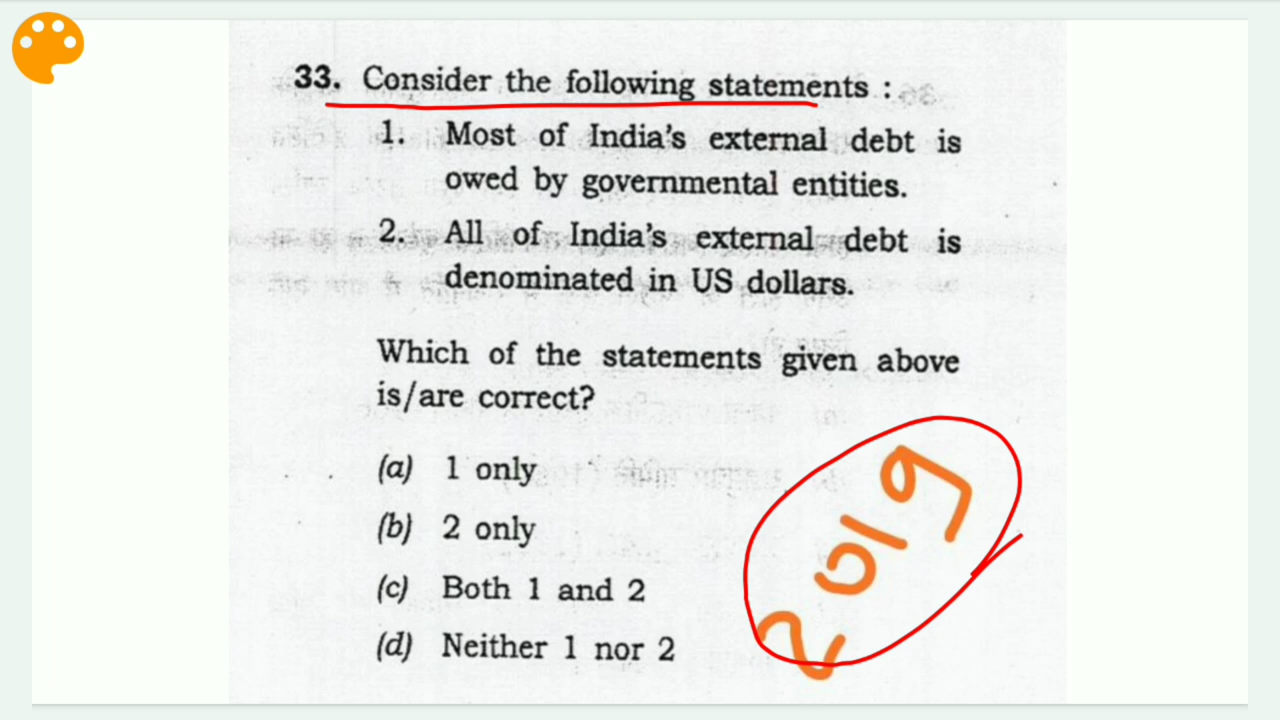 33. Consider the following statements :
1. Most of India's external debt is
owed by governmental entities.
2. All of India's external debt is
denominated in US dollars.
Which of the statements given above
is/are correct?
(a) 1 only
(b) 2 only
(c) Both 1 and 2
(d) Neither 1 nor 2
2019